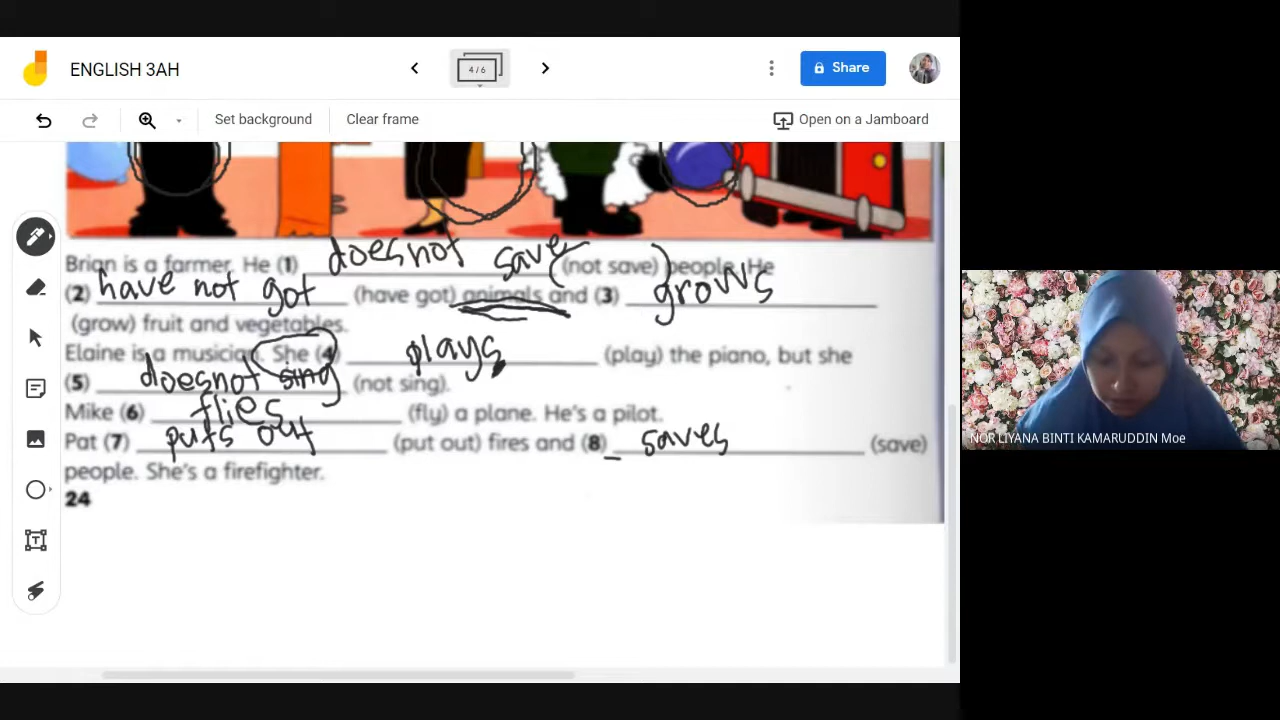 ENGLISH 3AH
4/6
Share
Set background
Clear frame
Open on a Jamboard
Brian is a farmer. He (1) does not save (not save) people. He
(2) have not got (have got) animals and (3) grows
(grow) fruit and vegetables.
Elaine is a musician. She (4) plays (play) the piano, but she
(5) does not sing (not sing).
Mike (6) flies (fly) a plane. He's a pilot.
Pat (7) puts out (put out) fires and (8) saves (save)
people. She's a firefighter.
24
NOR LIYANA BINTI KAMARUDDIN Moe